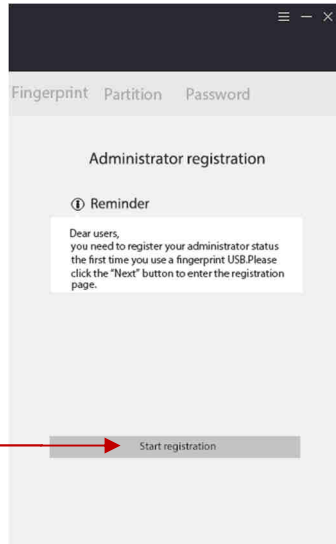 Fingerprint Partition Password
Administrator registration
Reminder
Dear users,
you need to register your administrator status
the first time you use a fingerprint USB.Please
click the "Next" button to enter the registration
page.
Start registration